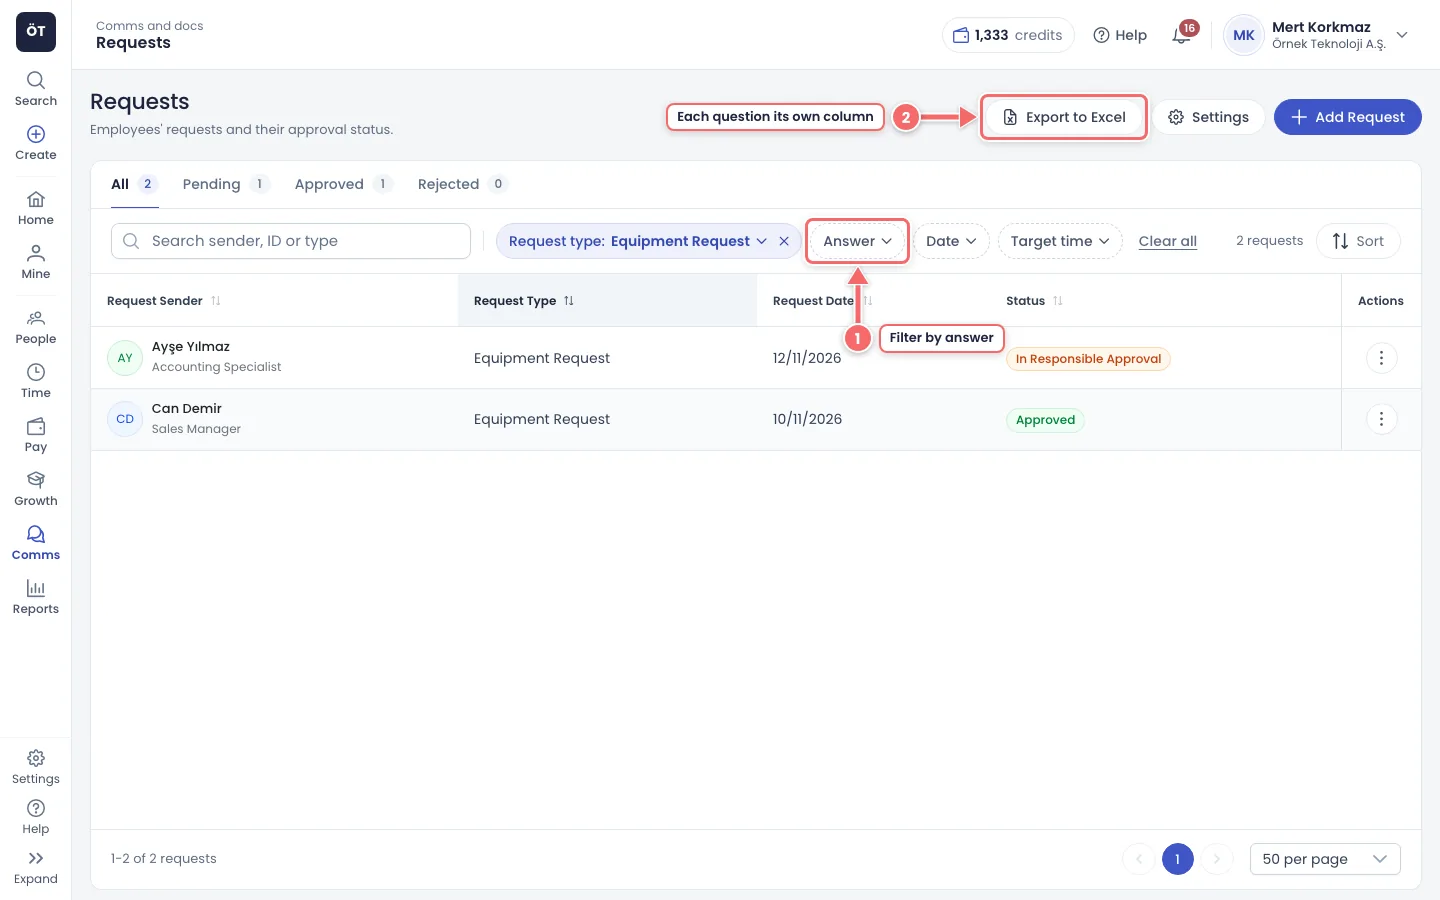 ÖT
Search
Create
Home
Mine
People
Time
Pay
Growth
Comms
Reports
Settings
Help
Expand
Comms and docs
Requests
1,333 credits
Help
16
MK
Mert Korkmaz
Örnek Teknoloji A.Ş.
Requests
Employees' requests and their approval status.
Each question its own column
2
Export to Excel
Settings
Add Request
All 2
Pending 1
Approved 1
Rejected 0
Search sender, ID or type
Request type: Equipment Request
Answer
Date
Target time
Clear all
2 requests
Sort
Request Sender
Request Type
Request Date
Status
Actions
1
Filter by answer
AY
Ayşe Yılmaz
Accounting Specialist
Equipment Request
12/11/2026
In Responsible Approval
CD
Can Demir
Sales Manager
Equipment Request
10/11/2026
Approved
1-2 of 2 requests
1
50 per page